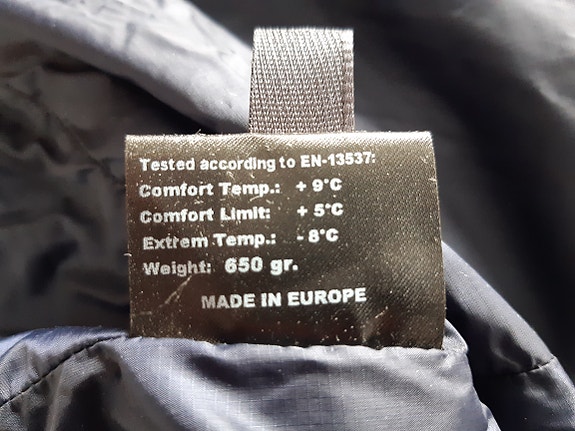 Tested according to EN-13537:
Comfort Temp.: + 9°C
Comfort Limit: + 5°C
Extrem Temp.: - 8°C
Weight: 650 gr.
MADE IN EUROPE